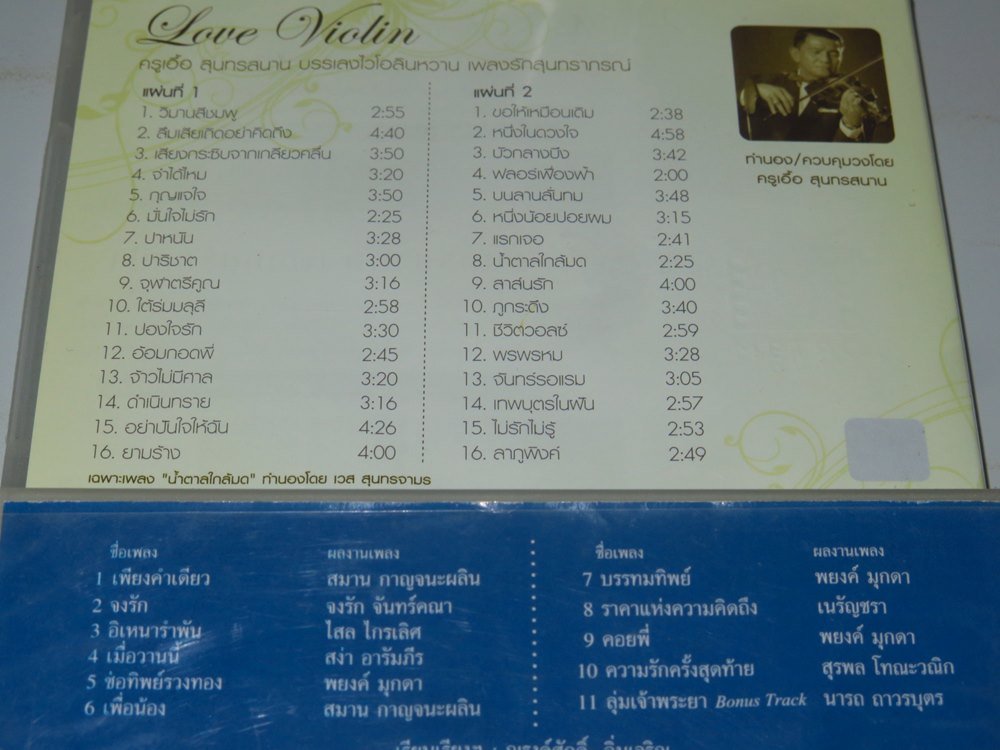 Love Violin
ครูเอื้อ สุนทรสนาน บรรเลงไวโอลินหวาน เพลงรักสุนทราภรณ์
แผ่นที่ 1
1. วิมานสีชมพู 2:55
2. ลืมเสียเถิดอย่าคิดถึง 4:40
3. เสียงกระซิบจากเกลียวคลื่น 3:50
4. จำได้ไหม 3:20
5. กุญแจใจ 3:50
6. มั่นใจไม่รัก 2:25
7. ปาหนัน 3:28
8. ปาริชาต 3:00
9. จุฬาตรีคูณ 3:16
10. ใต้ร่มมลุลี 2:58
11. ปองใจรัก 3:30
12. อ้อมกอดพี่ 2:45
13. จ้าวไม่มีศาล 3:20
14. ดำเนินทราย 3:16
15. อย่าปันใจให้ฉัน 4:26
16. ยามร้าง 4:00
เฉพาะเพลง "น้ำตาลใกล้มด" ทำนองโดย เวส สุนทรจามร
แผ่นที่ 2
1. ขอให้เหมือนเดิม 2:38
2. หนึ่งในดวงใจ 4:58
3. บัวกลางบึง 3:42
4. ฟลอร์เฟื่องฟ้า 2:00
5. บนลานลั่นทม 3:48
6. หนึ่งน้อยปอยผม 3:15
7. แรกเจอ 2:41
8. น้ำตาลใกล้มด 2:25
9. ลาส่นรัก 4:00
10. ภูกระดึง 3:40
11. ชีวิตวอลซ์ 2:59
12. พรพรหม 3:28
13. จันทร์รอแรม 3:05
14. เทพบุตรในฝัน 2:57
15. ไม่รักไม่รู้ 2:53
16. ลาภูพิงค์ 2:49
ทำนอง/ควบคุมวงโดย
ครูเอื้อ สุนทรสนาน
ชื่อเพลง ผลงานเพลง
1 เพียงคำเดียว สมาน กาญจนะผลิน
2 จงรัก จงรัก จันทร์คณา
3 อิเหนารำพัน ไสล ไกรเลิศ
4 เมื่อวานนี้ สง่า อารัมภีร
5 ช่อทิพย์รวงทอง พยงค์ มุกดา
6 เพื่อน้อง สมาน กาญจนะผลิน
ชื่อเพลง ผลงานเพลง
7 บรรทมทิพย์ พยงค์ มุกดา
8 ราคาแห่งความคิดถึง เนรัญชรา
9 คอยพี่ พยงค์ มุกดา
10 ความรักครั้งสุดท้าย สุรพล โทณะวณิก
11 ลุ่มเจ้าพระยา Bonus Track นารถ ถาวรบุตร